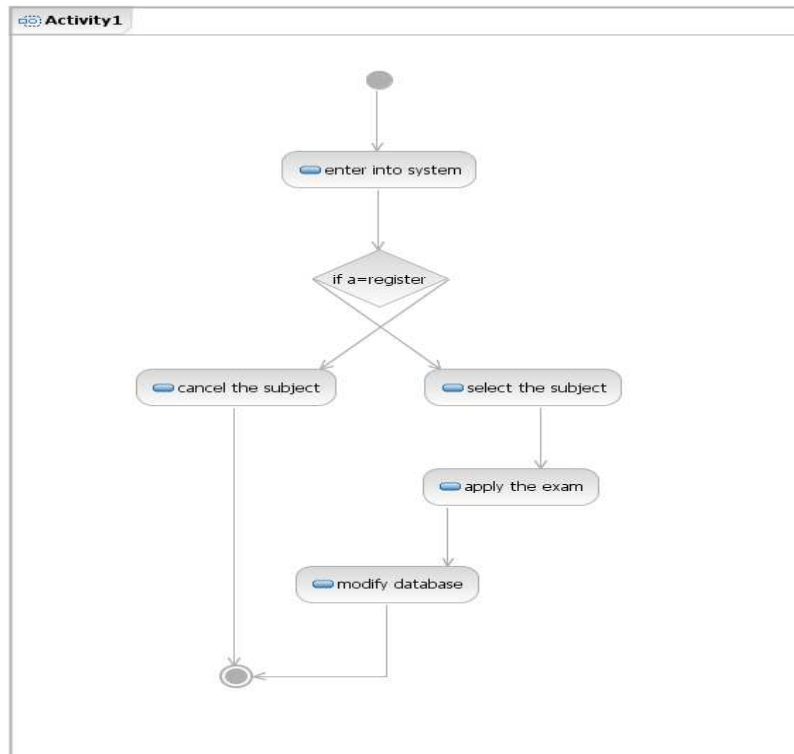 Activity1
enter into system
if a=register
cancel the subject
select the subject
apply the exam
modify database